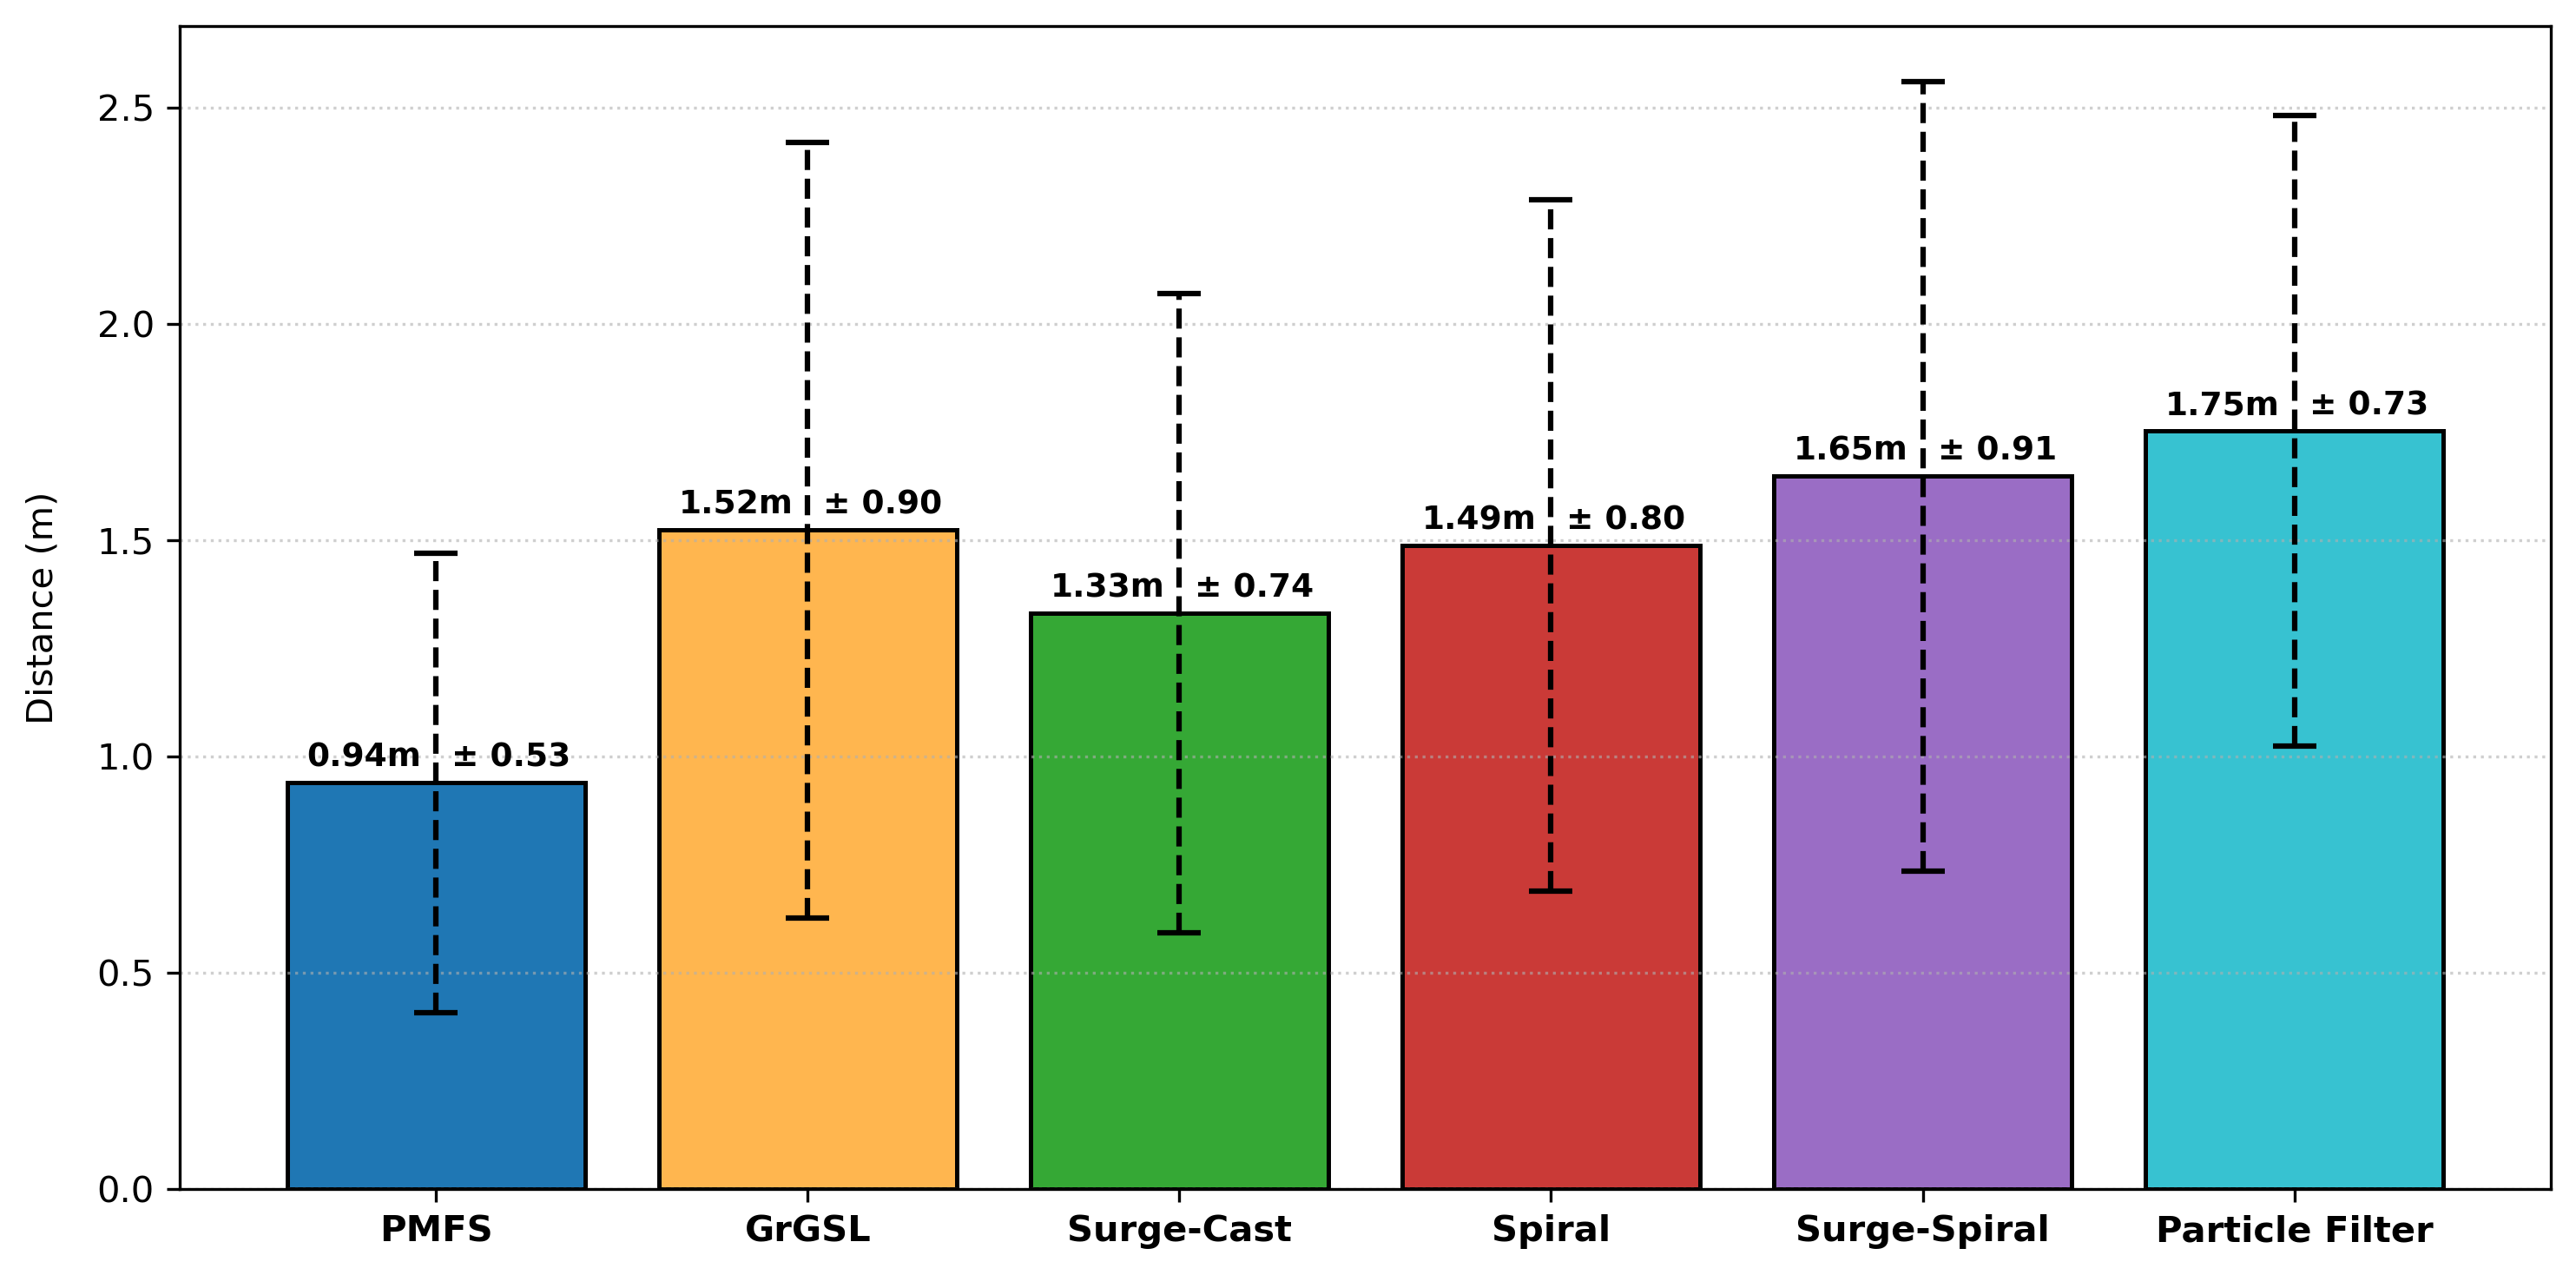 2.5
2.0
1.5
1.0
0.5
0.0
Distance (m)
0.94m ± 0.53
1.52m ± 0.90
1.33m ± 0.74
1.49m ± 0.80
1.65m ± 0.91
1.75m ± 0.73
PMFS
GrGSL
Surge-Cast
Spiral
Surge-Spiral
Particle Filter